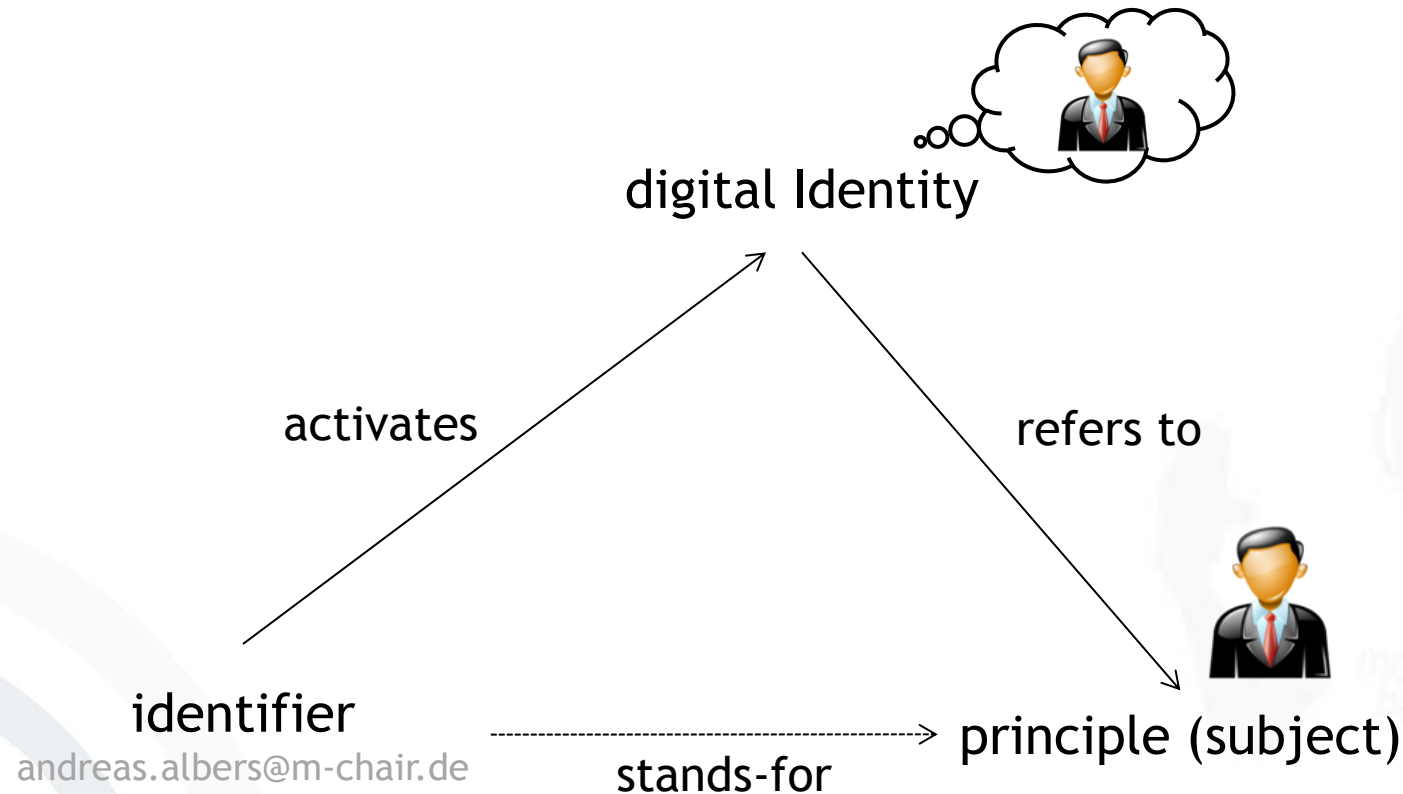 digital Identity
activates
refers to
identifier
principle (subject)
andreas.albers@m-chair.de
stands-for